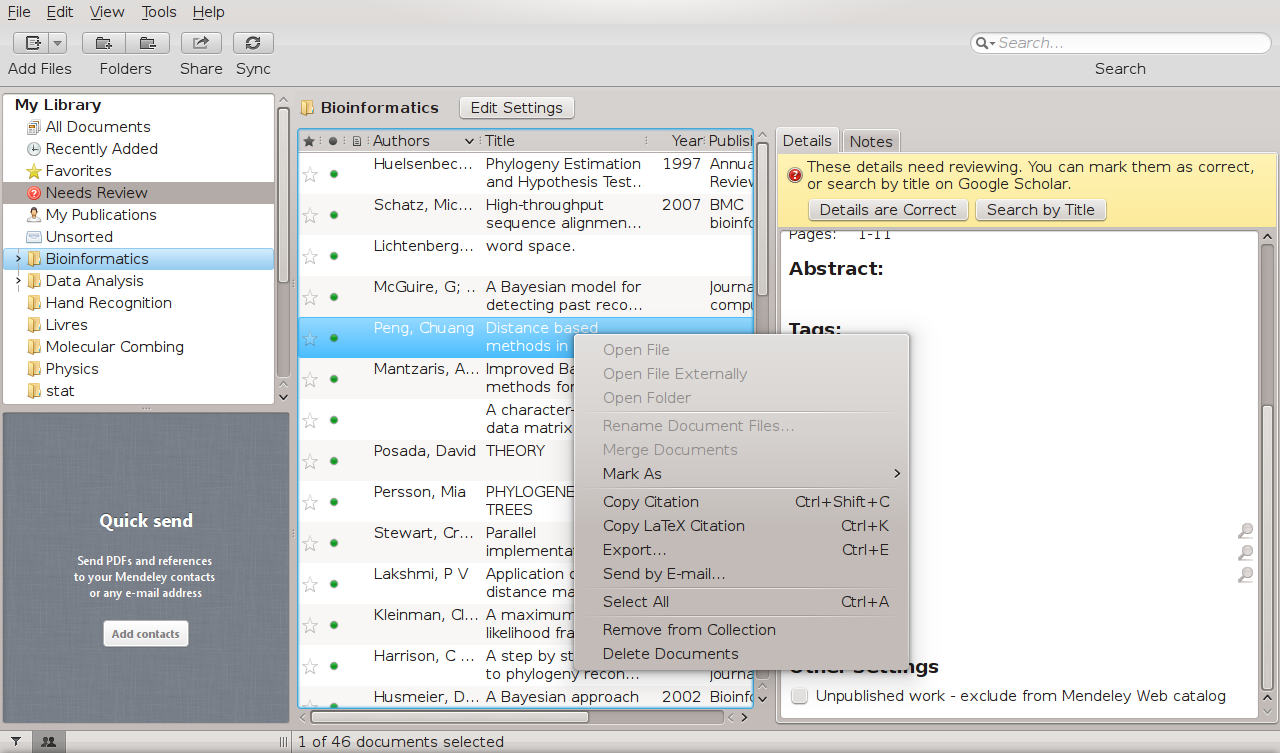 File Edit View Tools Help
Add Files Folders Share Sync
Search...
Search
My Library
All Documents
Recently Added
Favorites
Needs Review
My Publications
Unsorted
Bioinformatics
Data Analysis
Hand Recognition
Livres
Molecular Combing
Physics
stat
Quick send
Send PDFs and references
to your Mendeley contacts
or any e-mail address
Add contacts
Bioinformatics Edit Settings
Authors Title Year Publish
Huelsenbec... Phylogeny Estimation 1997 Annua
and Hypothesis Test... Review
Schatz, Mic... High-throughput 2007 BMC
sequence alignmen... bioinfo
Lichtenberg... word space.
McGuire, G; .. A Bayesian model for Journa
detecting past reco... compu
Peng, Chuang Distance based
methods in
Mantzaris, A... Improved Ba
methods for
A character-
data matrix
Posada, David THEORY
Persson, Mia PHYLOGENE
TREES
Stewart, Cr... Parallel
implementat
Lakshmi, P V Application o
distance ma
Kleinman, Cl... A maximum
likelihood fra
Harrison, C ... A step by st
to phylogeny recon... Journa
Husmeier, D... A Bayesian approach 2002 Bioinfo
Open File
Open File Externally
Open Folder
Rename Document Files...
Merge Documents
Mark As
Copy Citation Ctrl+Shift+C
Copy LaTeX Citation Ctrl+K
Export... Ctrl+E
Send by E-mail... 
Select All Ctrl+A
Remove from Collection
Delete Documents
Details Notes
These details need reviewing. You can mark them as correct,
or search by title on Google Scholar.
Details are Correct Search by Title
Pages: 1-11
Abstract:
Tags:
Other Settings
Unpublished work - exclude from Mendeley Web catalog
1 of 46 documents selected